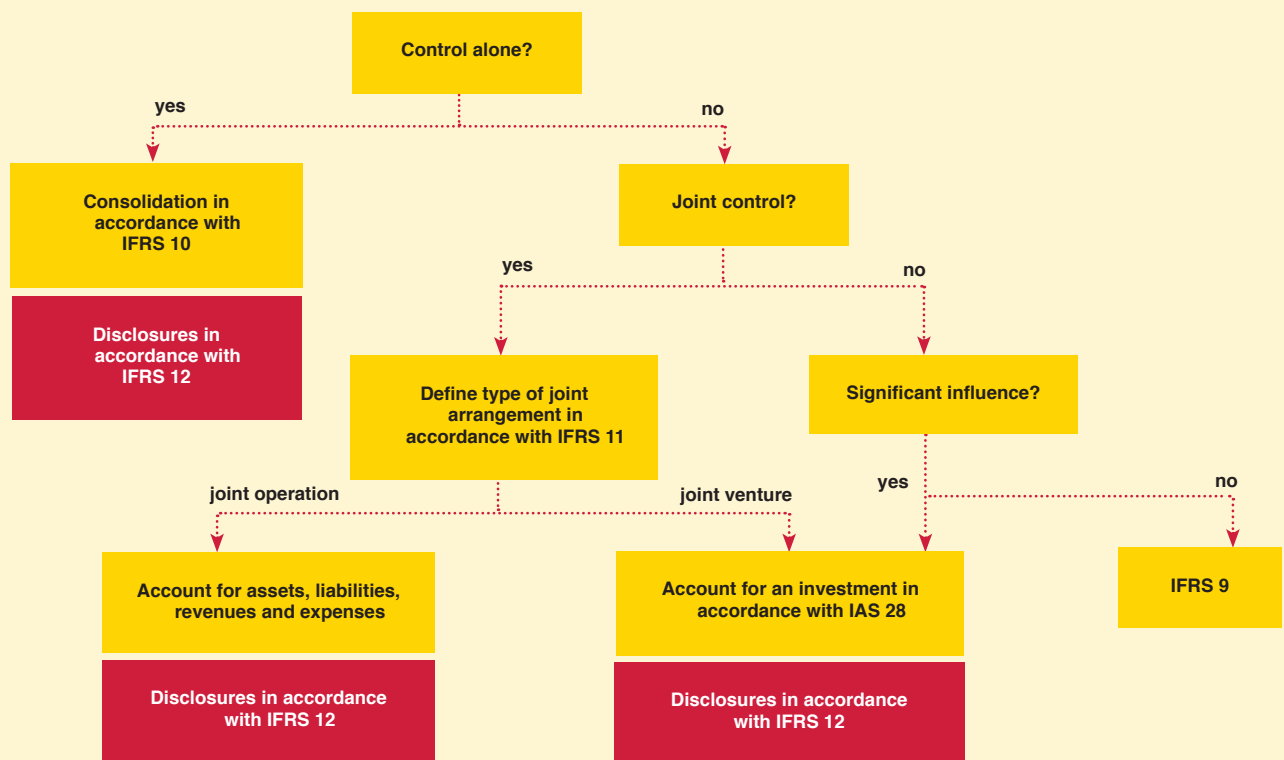 Control alone?
yes
no
Consolidation in
accordance with
IFRS 10
Joint control?
Disclosures in
accordance with
IFRS 12
yes
no
Define type of joint
arrangement in
accordance with IFRS 11
Significant influence?
joint operation
joint venture
yes
no
Account for assets, liabilities,
revenues and expenses
Account for an investment in
accordance with IAS 28
IFRS 9
Disclosures in accordance
with IFRS 12
Disclosures in accordance
with IFRS 12